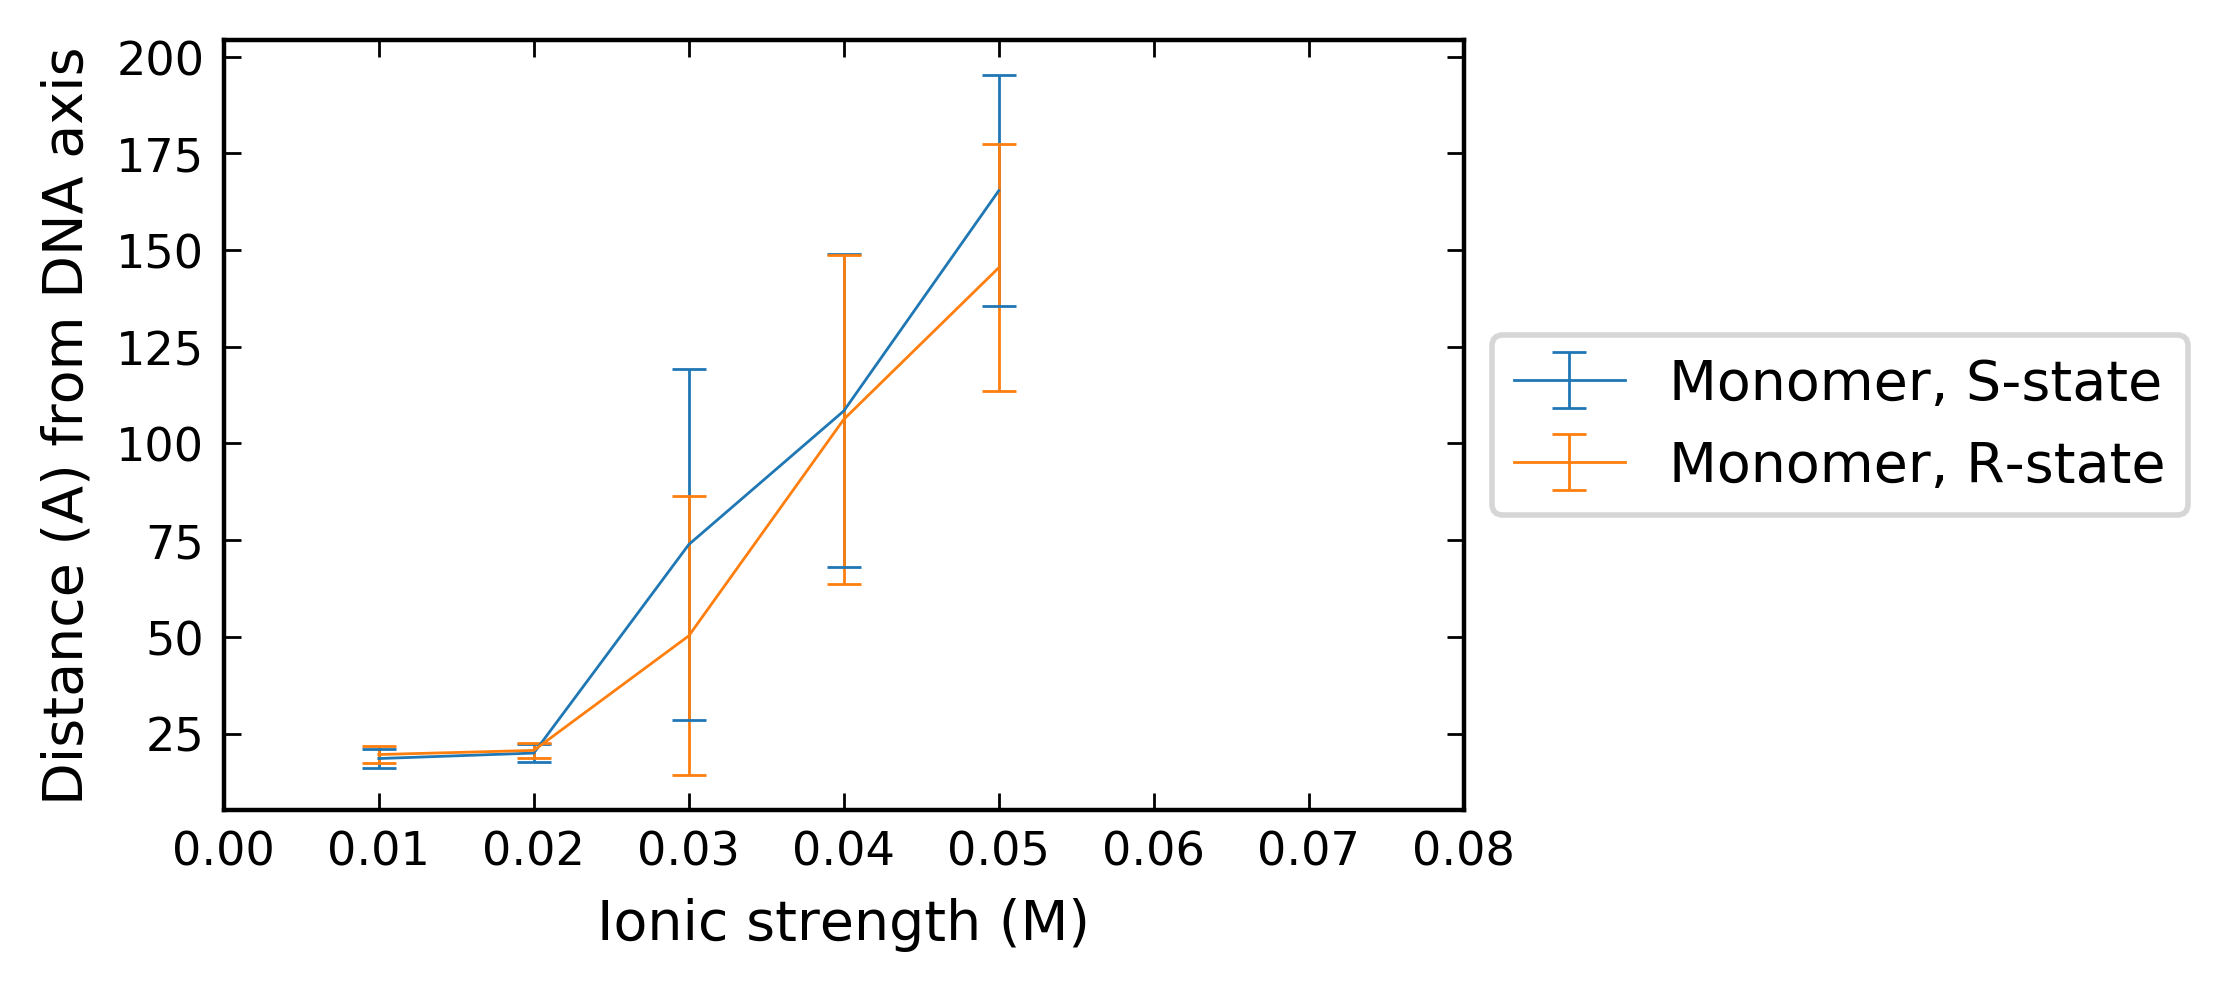 Distance (A) from DNA axis
200
175
150
125
100
75
50
25
0.00 0.01 0.02 0.03 0.04 0.05 0.06 0.07 0.08
Ionic strength (M)
Monomer, S-state
Monomer, R-state